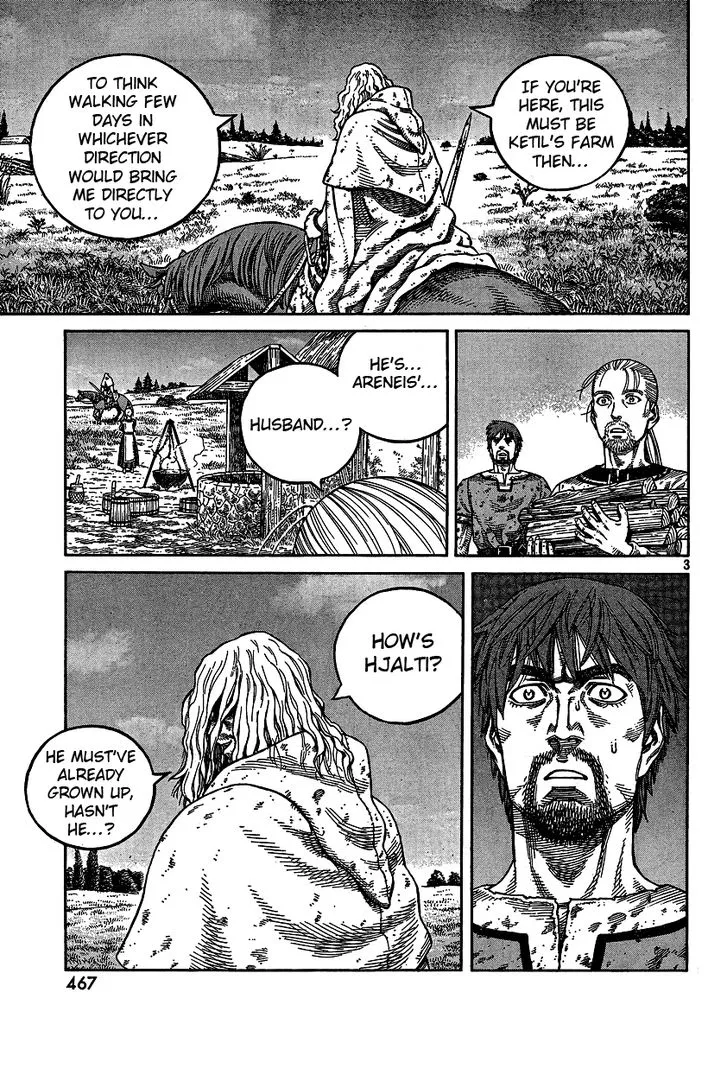 TO THINK
WALKING FEW
DAYS IN
WHICHEVER
DIRECTION
WOULD BRING
ME DIRECTLY
TO YOU...
IF YOU'RE
HERE, THIS
MUST BE
KETIL'S FARM
THEN...
HE'S...
ARENEIS'...
HUSBAND...?
3
HOW'S
HJALTI?
HE MUST'VE
ALREADY
GROWN UP,
HASN'T
HE...?
467